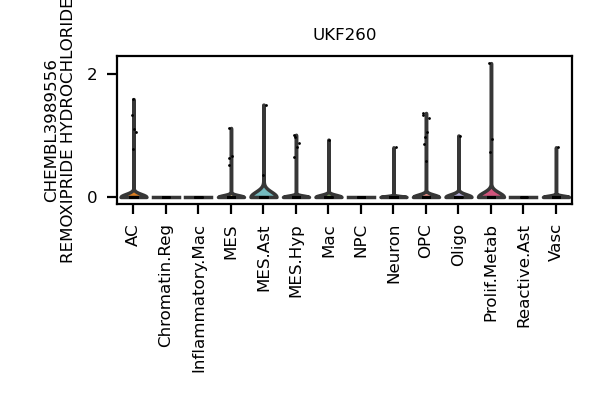 UKF260
CHEMBL3989556
REMOXIPRIDE HYDROCHLORIDE
2
0
AC
Chromatin.Reg
Inflammatory.Mac
MES
MES.Ast
MES.Hyp
Mac
NPC
Neuron
OPC
Oligo
Prolif.Metab
Reactive.Ast
Vasc